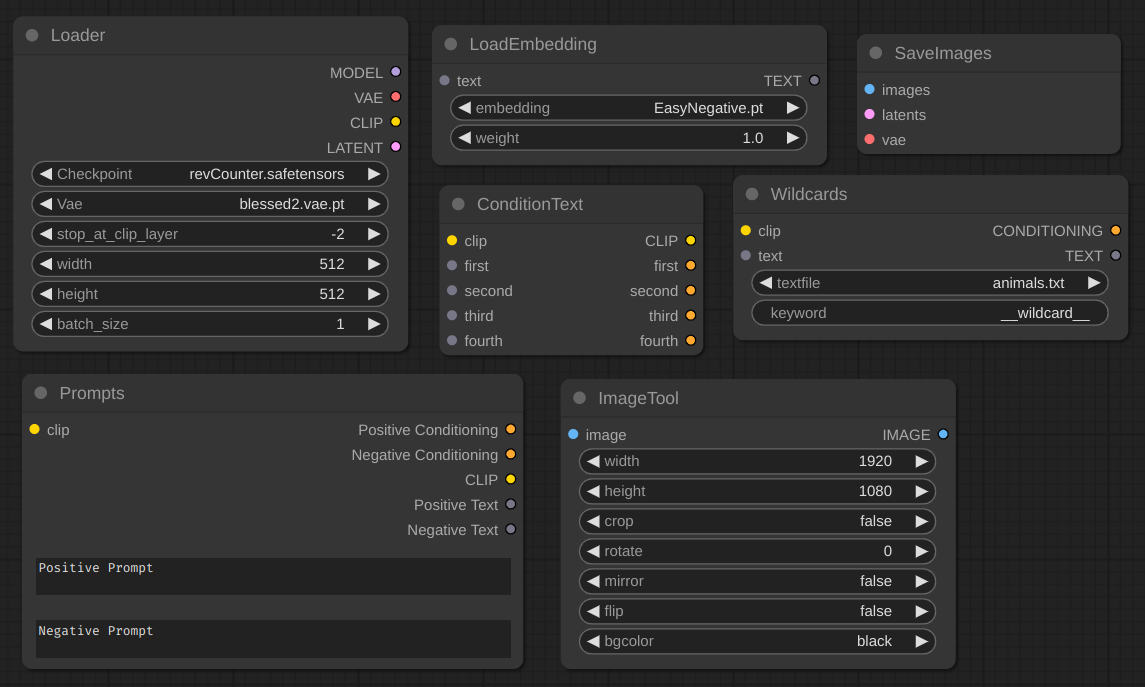 Loader
MODEL
VAE
CLIP
LATENT
Checkpoint revCounter.safetensors
Vae blessed2.vae.pt
stop_at_clip_layer -2
width 512
height 512
batch_size 1
LoadEmbedding
text TEXT
embedding EasyNegative.pt
weight 1.0
SaveImages
images
latents
vae
ConditionText
clip CLIP
first first
second second
third third
fourth fourth
Wildcards
clip CONDITIONING
text TEXT
textfile animals.txt
keyword __wildcard__
Prompts
clip Positive Conditioning
Negative Conditioning
CLIP
Positive Text
Negative Text
Positive Prompt
Negative Prompt
ImageTool
image IMAGE
width 1920
height 1080
crop false
rotate 0
mirror false
flip false
bgcolor black